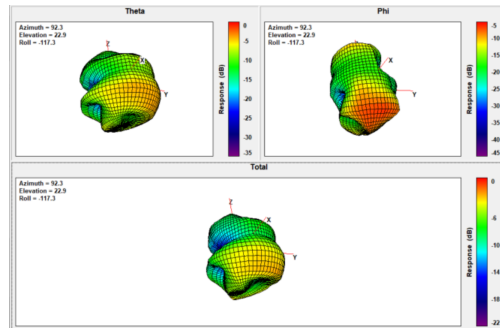 Theta
Azimuth = 92.3
Elevation = 22.9
Roll = -117.3
Z
X
Y
0
-5
-10
-15
-20
-25
-30
-35
Response (dB)
Phi
Azimuth = 92.3
Elevation = 22.9
Roll = -117.3
Z
X
Y
-5
-10
-15
-20
-25
-30
-35
-40
-45
Response (dB)
Total
Azimuth = 92.3
Elevation = 22.9
Roll = -117.3
Z
X
Y
0
-6
-10
-14
-18
-22
Response (dB)